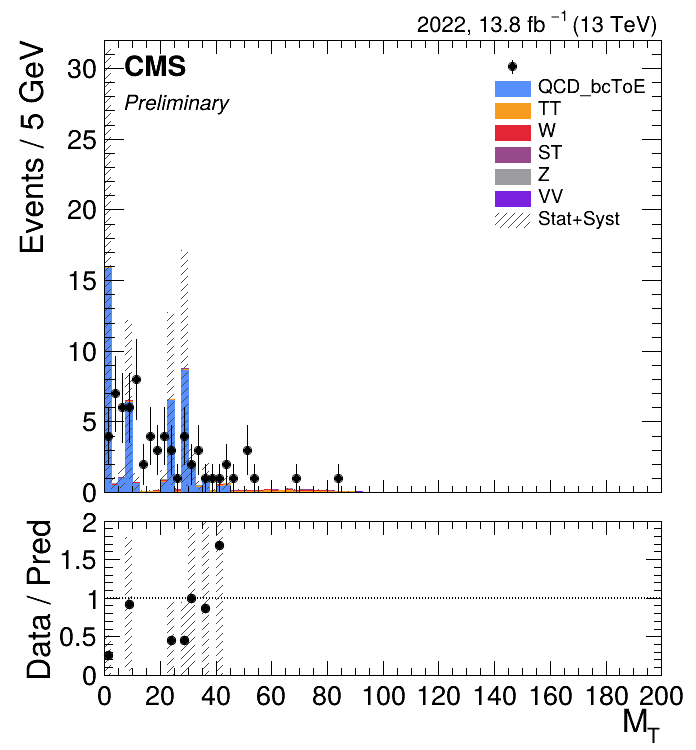 2022, 13.8 fb⁻¹ (13 TeV)
Events / 5 GeV
CMS
Preliminary
QCD_bcToE
TT
W
ST
Z
VV
Stat+Syst
30
25
20
15
10
5
0
Data / Pred
2
1.5
1
0.5
0
0 20 40 60 80 100 120 140 160 180 200
M_T